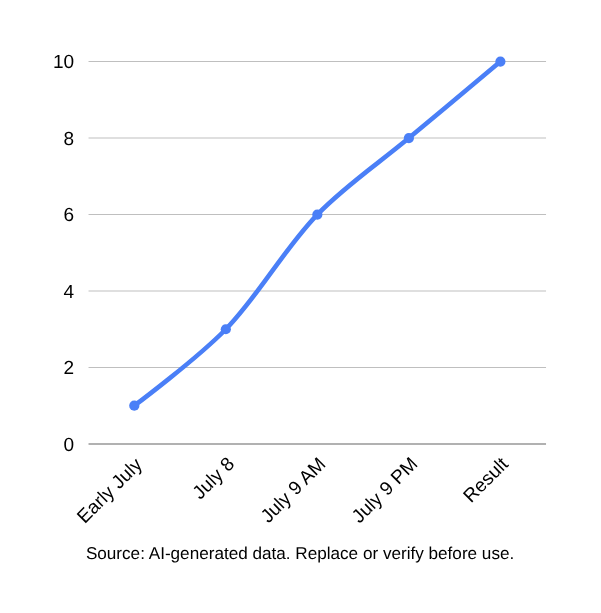 10
8
6
4
2
0
Early July
July 8
July 9 AM
July 9 PM
Result
Source: AI-generated data. Replace or verify before use.